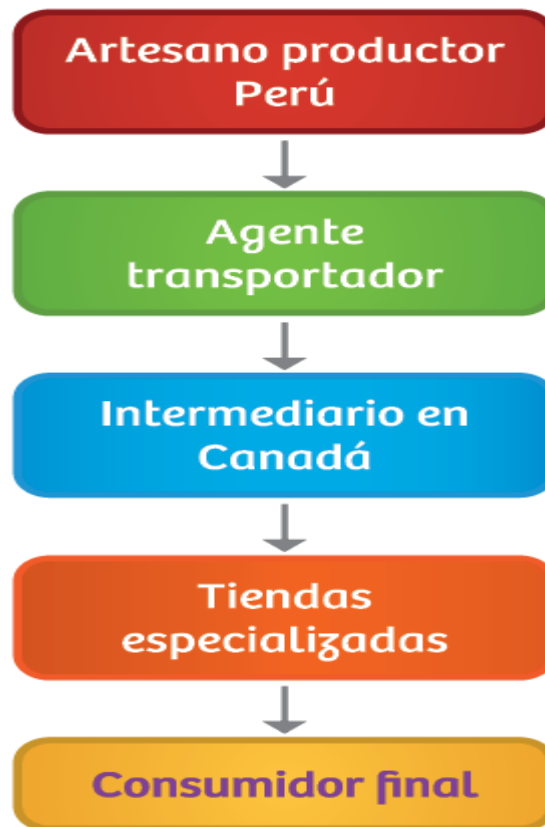 Artesano productor
Perú
Agente
transportador
Intermediario en
Canadá
Tiendas
especializadas
Consumidor final